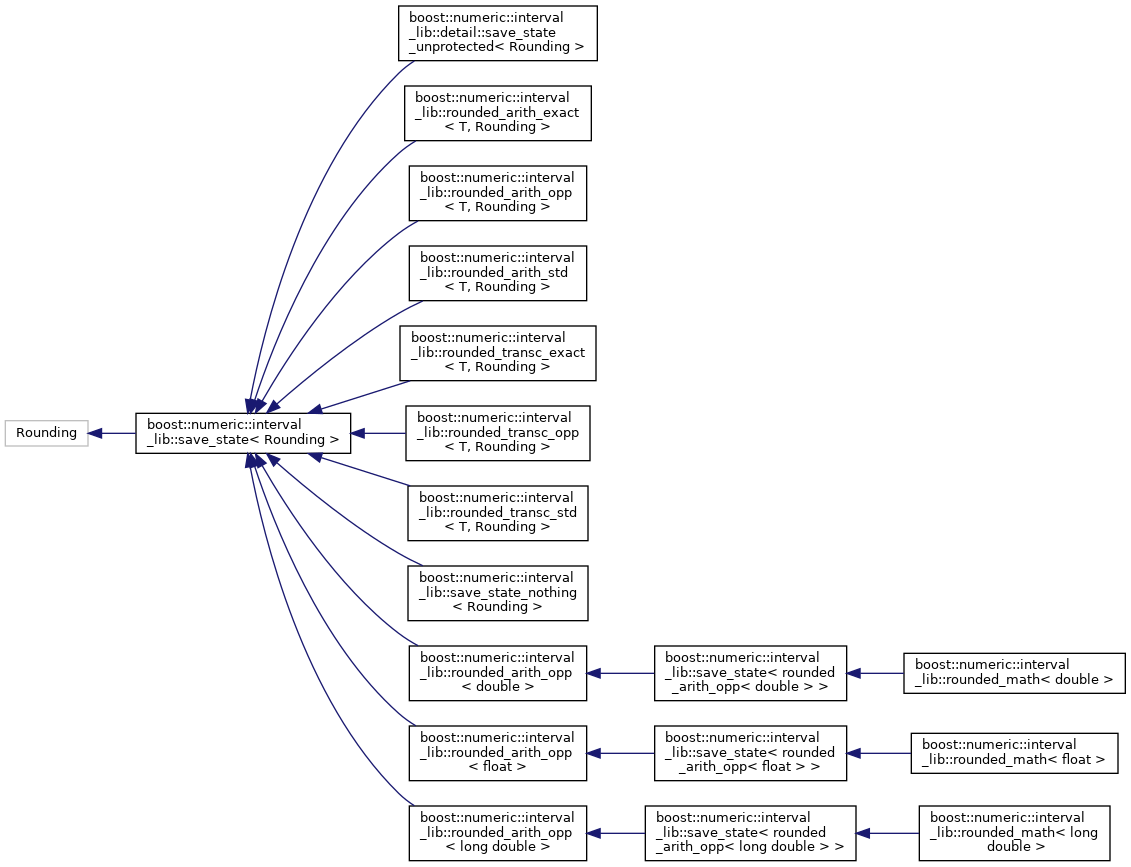 boost::numeric::interval
_lib::detail::save_state
_unprotected< Rounding >
boost::numeric::interval
_lib::rounded_arith_exact
< T, Rounding >
boost::numeric::interval
_lib::rounded_arith_opp
< T, Rounding >
boost::numeric::interval
_lib::rounded_arith_std
< T, Rounding >
boost::numeric::interval
_lib::rounded_transc_exact
< T, Rounding >
Rounding
boost::numeric::interval
_lib::save_state< Rounding >
boost::numeric::interval
_lib::rounded_transc_opp
< T, Rounding >
boost::numeric::interval
_lib::rounded_transc_std
< T, Rounding >
boost::numeric::interval
_lib::save_state_nothing
< Rounding >
boost::numeric::interval
_lib::rounded_arith_opp
< double >
boost::numeric::interval
_lib::save_state< rounded
_arith_opp< double > >
boost::numeric::interval
_lib::rounded_math< double >
boost::numeric::interval
_lib::rounded_arith_opp
< float >
boost::numeric::interval
_lib::save_state< rounded
_arith_opp< float > >
boost::numeric::interval
_lib::rounded_math< float >
boost::numeric::interval
_lib::rounded_arith_opp
< long double >
boost::numeric::interval
_lib::save_state< rounded
_arith_opp< long double > >
boost::numeric::interval
_lib::rounded_math< long
double >